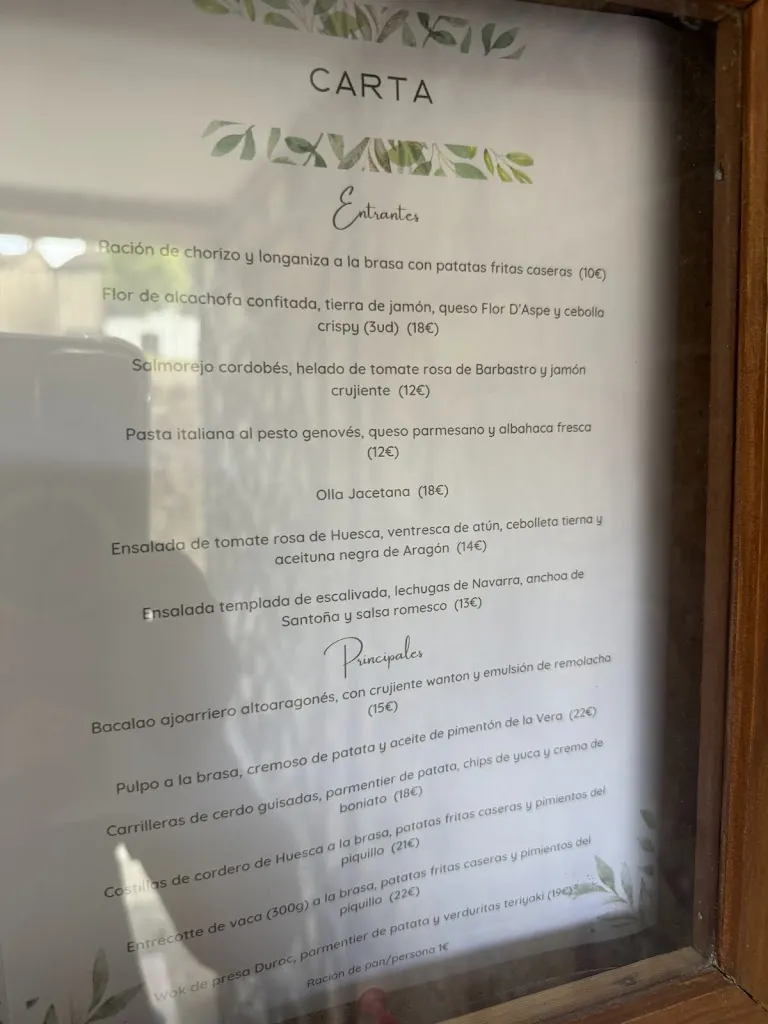 CARTA
Entrantes
Ración de chorizo y longaniza a la brasa con patatas fritas caseras (10€)
Flor de alcachofa confitada, tierra de jamón, queso Flor D'Aspe y cebolla
crispy (3ud) (18€)
Salmorejo cordobés, helado de tomate rosa de Barbastro y jamón
crujiente (12€)
Pasta italiana al pesto genovés, queso parmesano y albahaca fresca
(12€)
Olla Jacetana (18€)
Ensalada de tomate rosa de Huesca, ventresca de atún, cebolleta tierna y
aceituna negra de Aragón (14€)
Ensalada templada de escalivada, lechugas de Navarra, anchoa de
Santoña y salsa romesco (13€)
Principales
Bacalao ajoarriero altoaragonés, con crujiente wanton y emulsión de remolacha
(15€)
Pulpo a la brasa, cremoso de patata y aceite de pimentón de la Vera (22€)
Carrilleras de cerdo guisadas, parmentier de patata, chips de yuca y crema de
boniato (18€)
Costillas de cordero de Huesca a la brasa, patatas fritas caseras y pimientos del
piquillo (21€)
Entrecotte de vaca (300g) a la brasa, patatas fritas caseras y pimientos del
piquillo (22€)
Wok de presa Duroc, parmentier de patata y verduritas teriyaki (19€)
Ración de pan/persona 1€